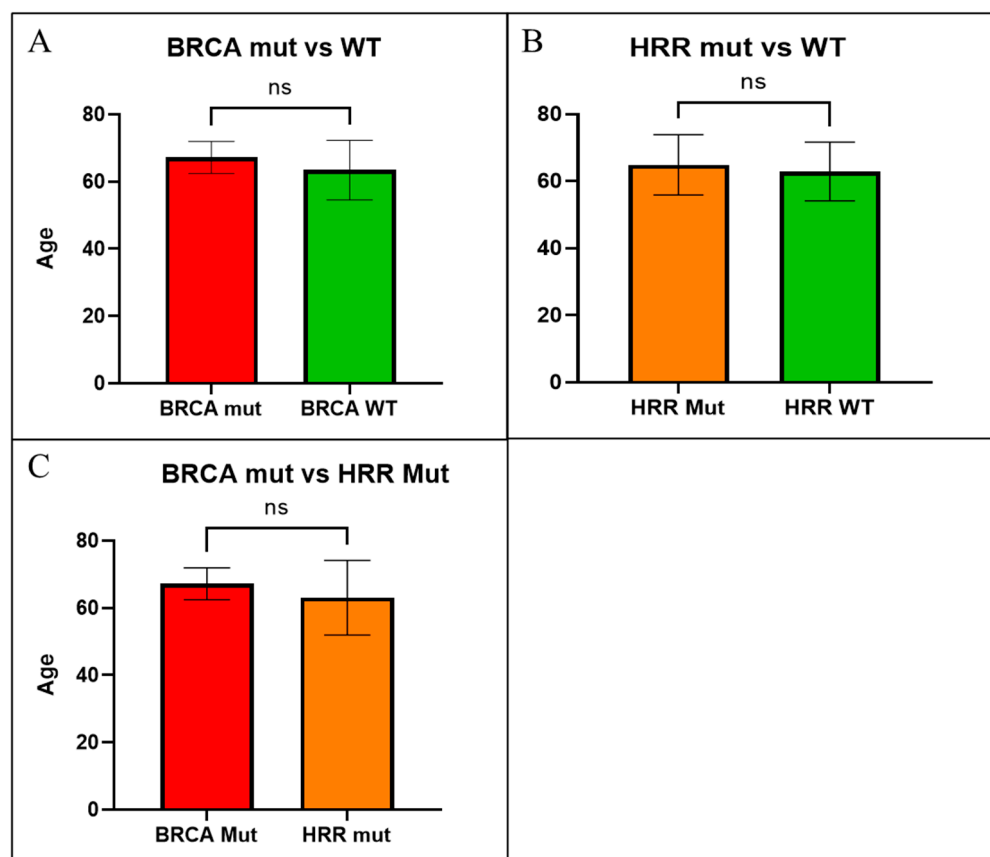 A
BRCA mut vs WT
ns
80
60
40
20
0
Age
BRCA mut
BRCA WT
B
HRR mut vs WT
ns
80
60
40
20
0
HRR Mut
HRR WT
C
BRCA mut vs HRR Mut
ns
80
60
40
20
0
Age
BRCA Mut
HRR mut